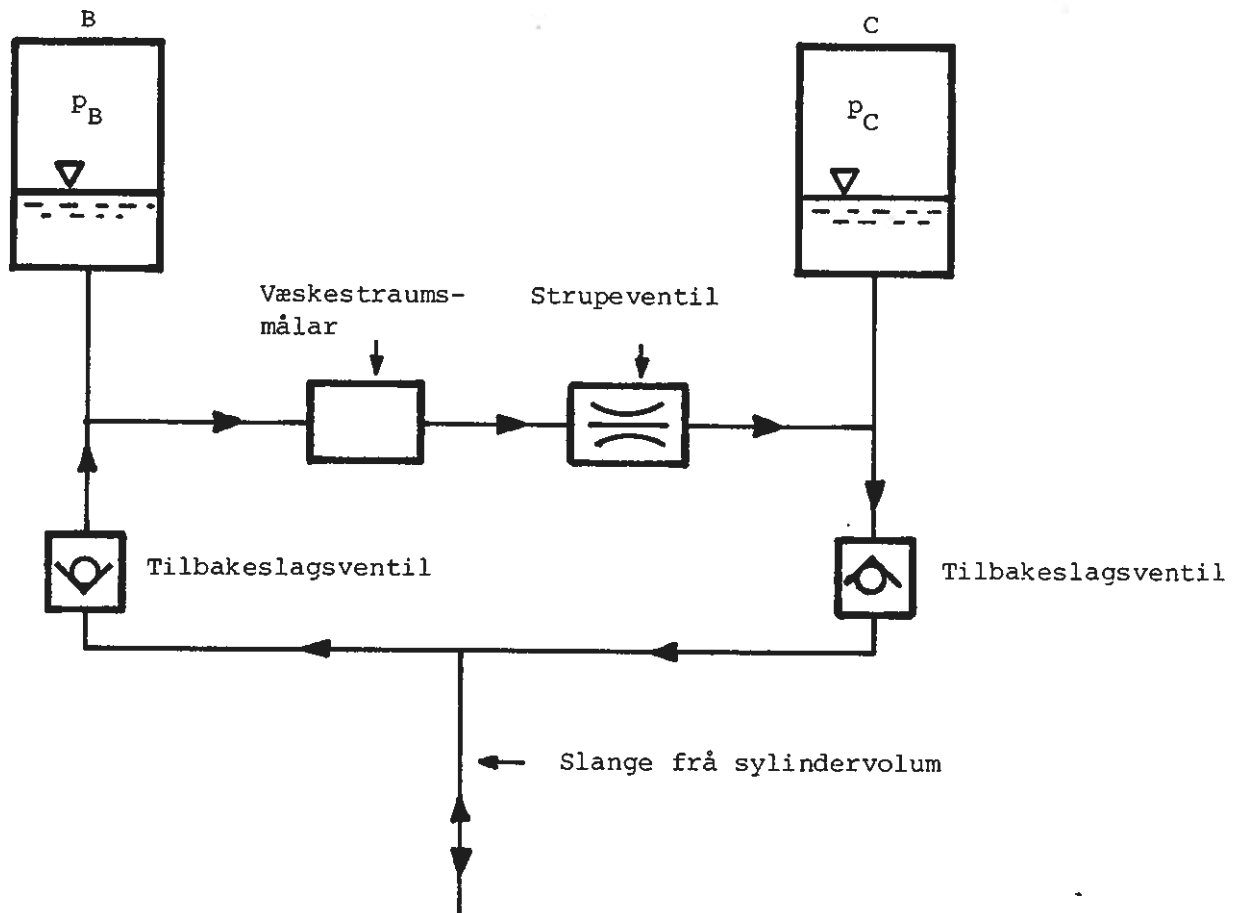 B
C
p_B
p_C
Væskestraums-
målar
Strupeventil
Tilbakeslagsventil
Tilbakeslagsventil
Slange frå sylindervolum